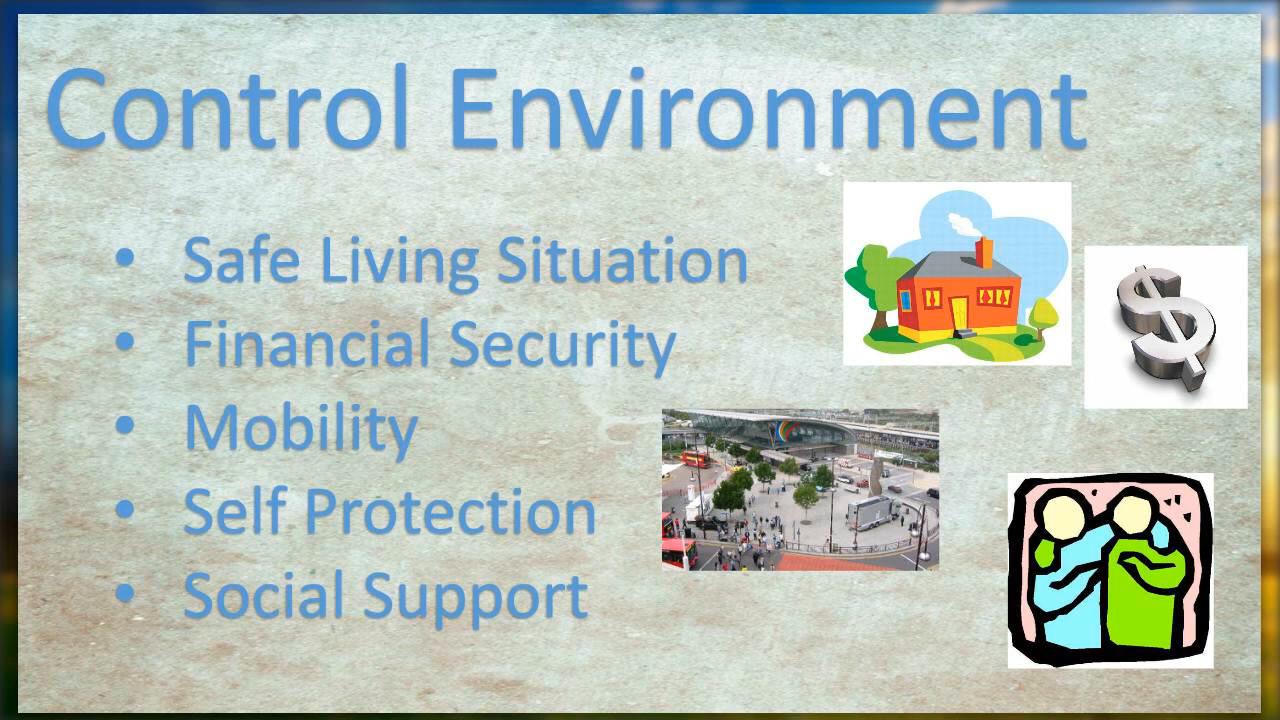 Control Environment
• Safe Living Situation
• Financial Security
• Mobility
• Self Protection
• Social Support